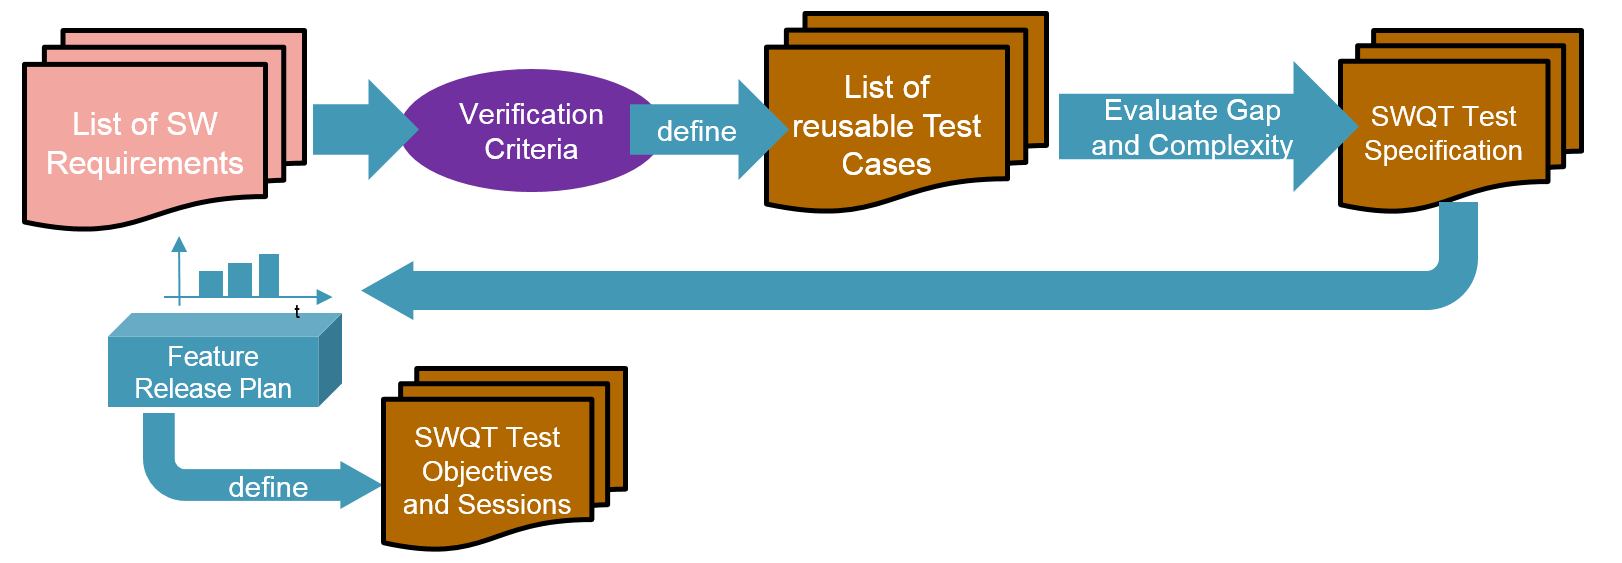 List of SW
Requirements
Verification
Criteria
define
List of
reusable Test
Cases
Evaluate Gap
and Complexity
SWQT Test
Specification
t
Feature
Release Plan
define
SWQT Test
Objectives
and Sessions